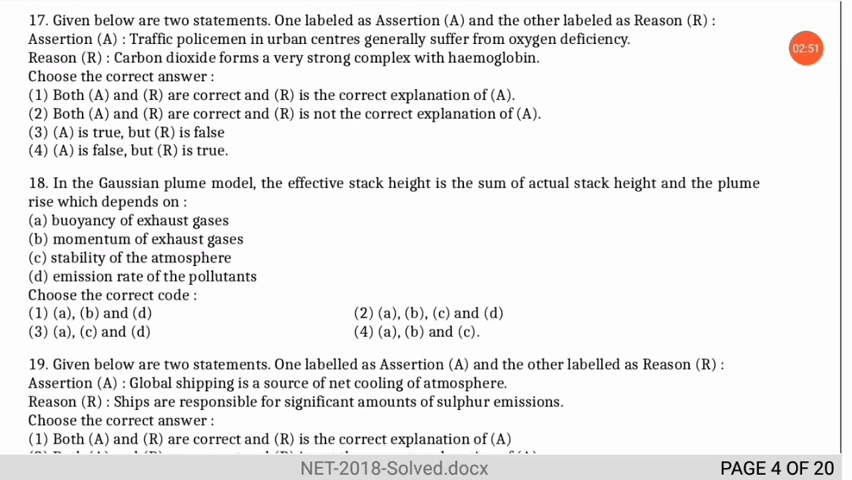 17. Given below are two statements. One labeled as Assertion (A) and the other labeled as Reason (R) :
02:51
Assertion (A) : Traffic policemen in urban centres generally suffer from oxygen deficiency.
Reason (R) : Carbon dioxide forms a very strong complex with haemoglobin.
Choose the correct answer :
(1) Both (A) and (R) are correct and (R) is the correct explanation of (A).
(2) Both (A) and (R) are correct and (R) is not the correct explanation of (A).
(3) (A) is true, but (R) is false
(4) (A) is false, but (R) is true.
18. In the Gaussian plume model, the effective stack height is the sum of actual stack height and the plume
rise which depends on :
(a) buoyancy of exhaust gases
(b) momentum of exhaust gases
(c) stability of the atmosphere
(d) emission rate of the pollutants
Choose the correct code :
(1) (a), (b) and (d) (2) (a), (b), (c) and (d)
(3) (a), (c) and (d) (4) (a), (b) and (c).
19. Given below are two statements. One labelled as Assertion (A) and the other labelled as Reason (R) :
Assertion (A) : Global shipping is a source of net cooling of atmosphere.
Reason (R) : Ships are responsible for significant amounts of sulphur emissions.
Choose the correct answer :
(1) Both (A) and (R) are correct and (R) is the correct explanation of (A)
NET-2018-Solved.docx PAGE 4 OF 20